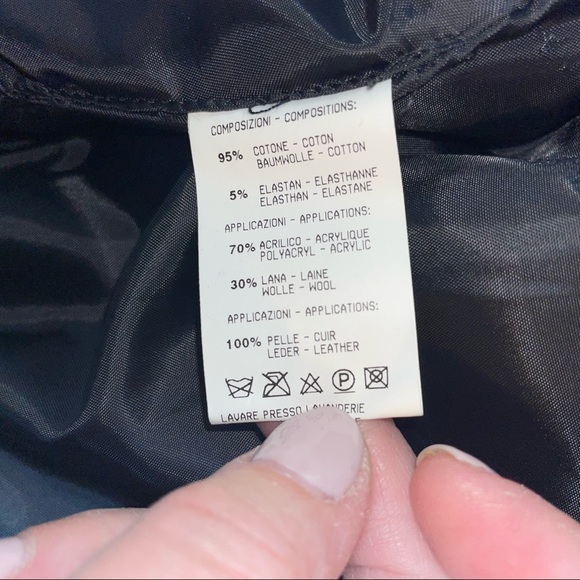 COMPOSIZIONI - COMPOSITIONS:
95% COTONE - COTON
BAUMWOLLE - COTTON
5% ELASTAN - ELASTHANNE
ELASTHAN - ELASTANE
APPLICAZIONI - APPLICATIONS:
70% ACRILICO - ACRYLIQUE
POLYACRYL - ACRYLIC
30% LANA - LAINE
WOLLE - WOOL
APPLICAZIONI - APPLICATIONS:
100% PELLE - CUIR
LEDER - LEATHER
P
LAVARE PRESSO LAVANDERIE